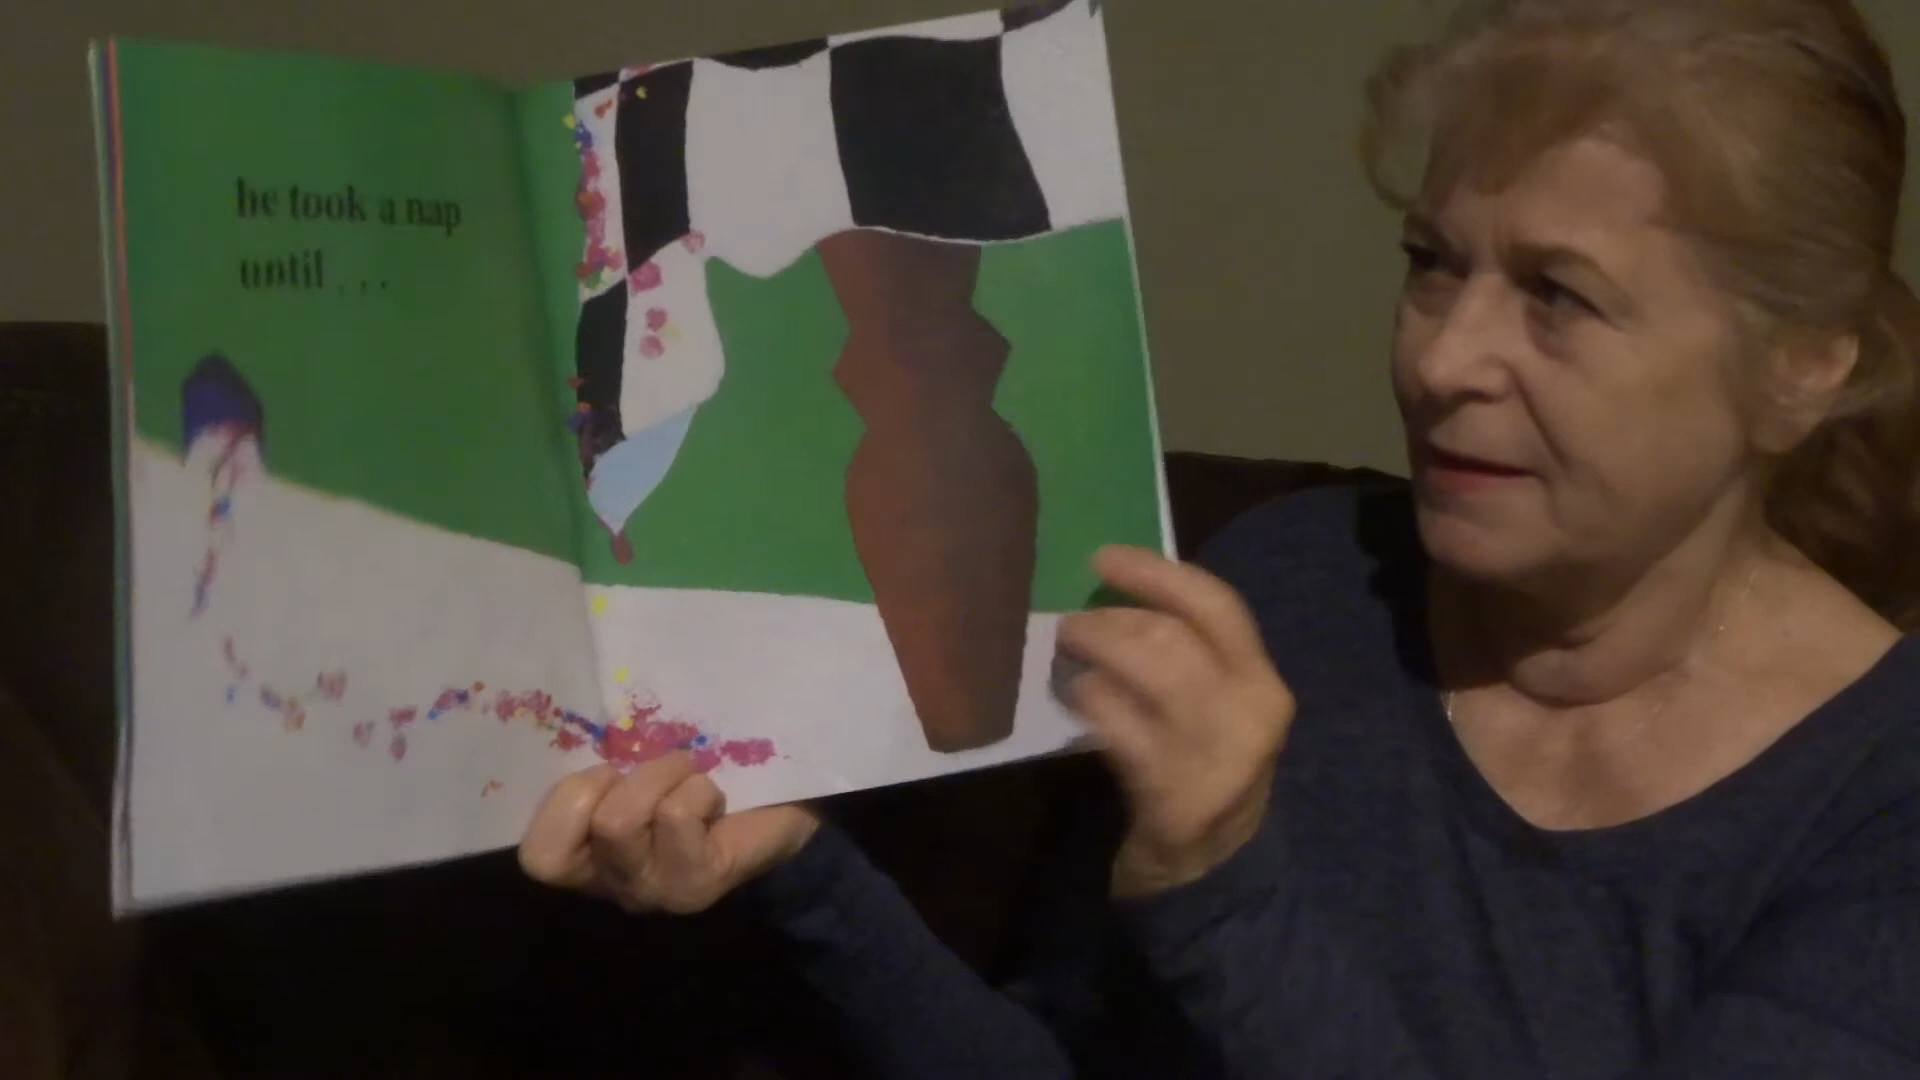 he took a nap
until . . .